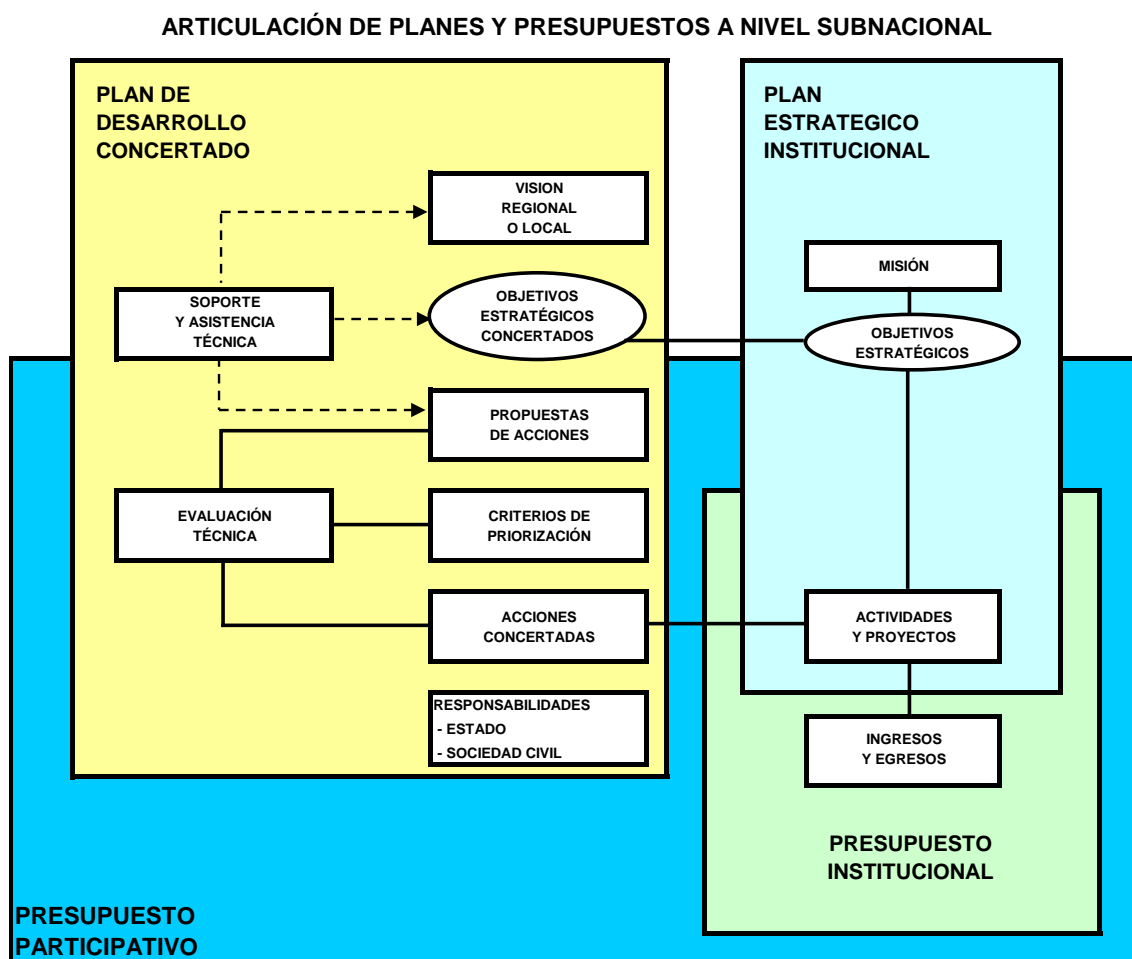 ARTICULACIÓN DE PLANES Y PRESUPUESTOS A NIVEL SUBNACIONAL
PLAN DE
DESARROLLO
CONCERTADO
VISION
REGIONAL
O LOCAL
SOPORTE
Y ASISTENCIA
TÉCNICA
OBJETIVOS
ESTRATÉGICOS
CONCERTADOS
PROPUESTAS
DE ACCIONES
EVALUACIÓN
TÉCNICA
CRITERIOS DE
PRIORIZACIÓN
ACCIONES
CONCERTADAS
RESPONSABILIDADES
- ESTADO
- SOCIEDAD CIVIL
PLAN
ESTRATEGICO
INSTITUCIONAL
MISIÓN
OBJETIVOS
ESTRATÉGICOS
ACTIVIDADES
Y PROYECTOS
INGRESOS
Y EGRESOS
PRESUPUESTO
INSTITUCIONAL
PRESUPUESTO
PARTICIPATIVO